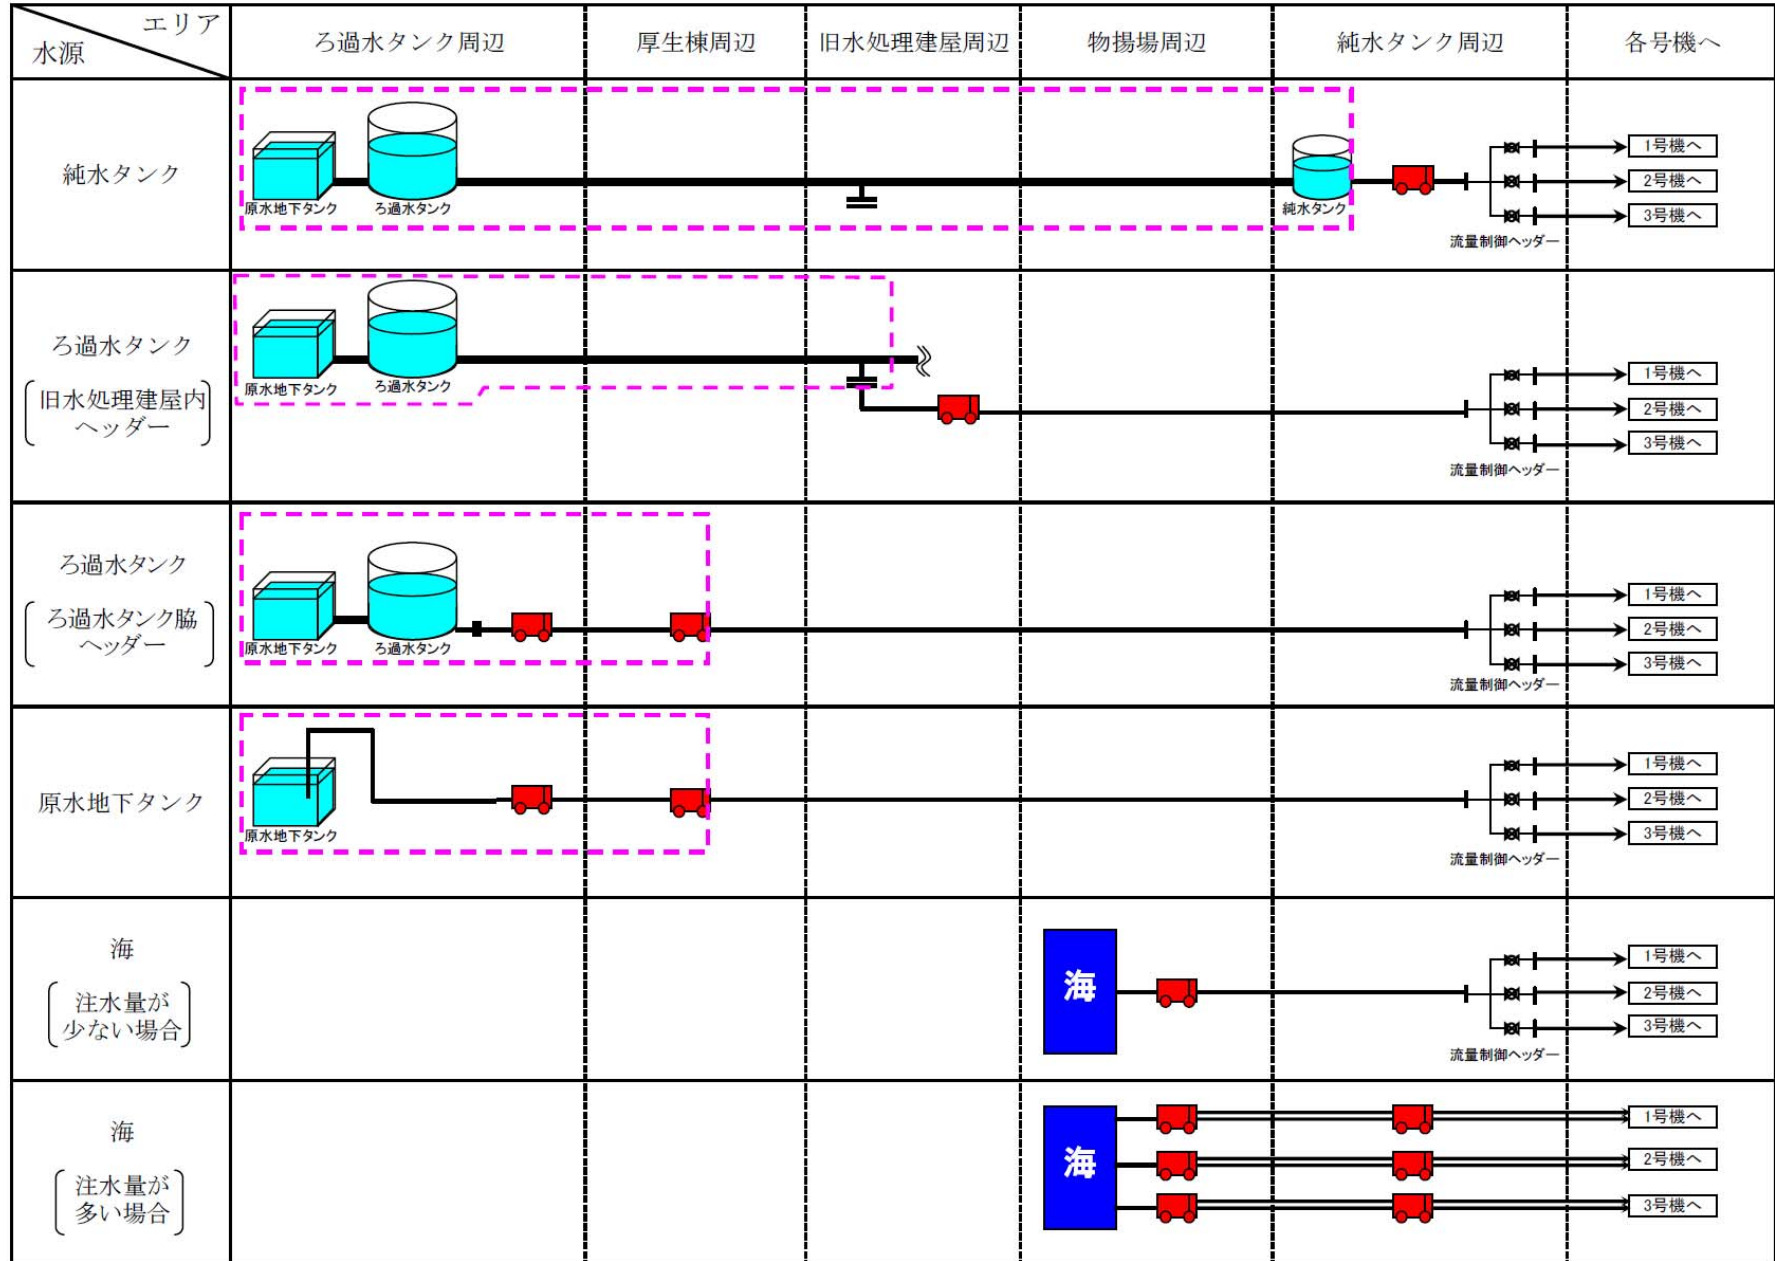 エリア
水源
ろ過水タンク周辺
厚生棟周辺
旧水処理建屋周辺
物揚場周辺
純水タンク周辺
各号機へ
純水タンク
原水地下タンク
ろ過水タンク
純水タンク
流量制御ヘッダー
1号機へ
2号機へ
3号機へ
ろ過水タンク
旧水処理建屋内
ヘッダー
原水地下タンク
ろ過水タンク
流量制御ヘッダー
1号機へ
2号機へ
3号機へ
ろ過水タンク
ろ過水タンク脇
ヘッダー
原水地下タンク
ろ過水タンク
流量制御ヘッダー
1号機へ
2号機へ
3号機へ
原水地下タンク
原水地下タンク
流量制御ヘッダー
1号機へ
2号機へ
3号機へ
海
注水量が
少ない場合
海
流量制御ヘッダー
1号機へ
2号機へ
3号機へ
海
注水量が
多い場合
海
1号機へ
2号機へ
3号機へ